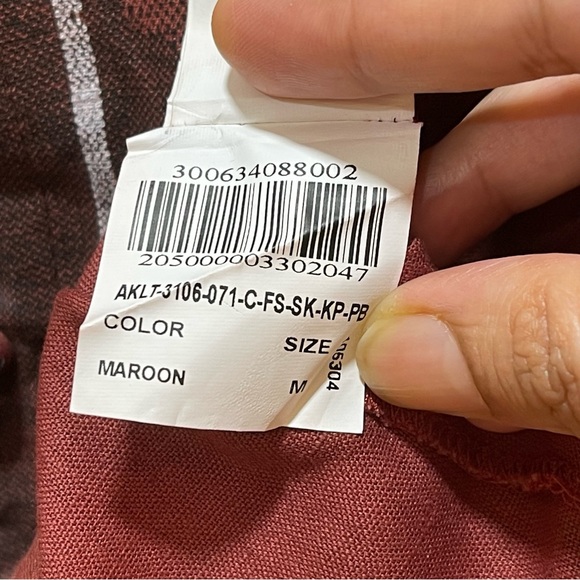 300634088002
205000003302047
AKLT-3106-071-C-FS-SK-KP-PB
COLOR
SIZE
MAROON
M